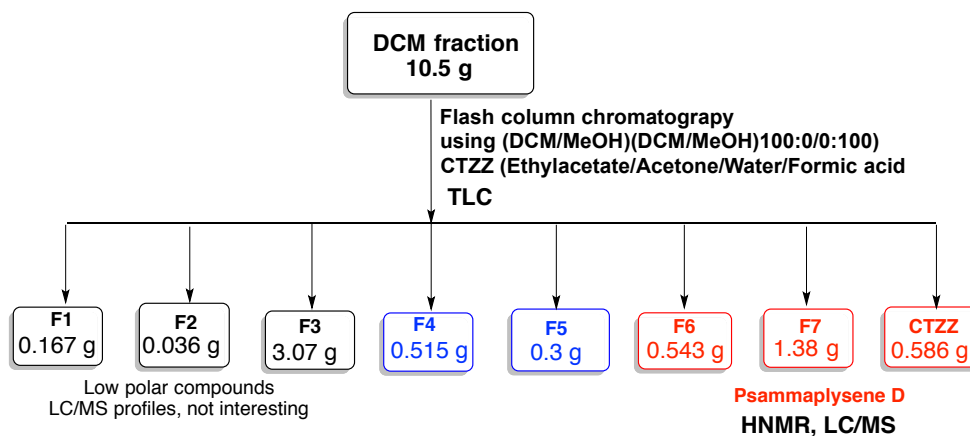 DCM fraction
10.5 g
Flash column chromatograpy
using (DCM/MeOH)(DCM/MeOH)100:0/0:100)
CTZZ (Ethylacetate/Acetone/Water/Formic acid
TLC
F1
0.167 g
F2
0.036 g
F3
3.07 g
F4
0.515 g
F5
0.3 g
F6
0.543 g
F7
1.38 g
CTZZ
0.586 g
Low polar compounds
LC/MS profiles, not interesting
Psammaplysene D
HNMR, LC/MS